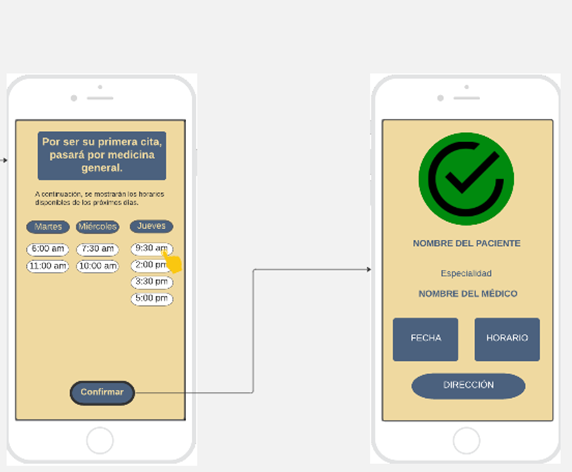 Por ser su primera cita,
pasará por medicina
general.
A continuación, se mostrarán los horarios
disponibles de los próximos días.
Martes Miércoles Jueves
6:00 am 7:30 am 9:30 am
11:00 am 10:00 am 2:00 pm
3:30 pm
5:00 pm
Confirmar
NOMBRE DEL PACIENTE
Especialidad
NOMBRE DEL MÉDICO
FECHA HORARIO
DIRECCIÓN